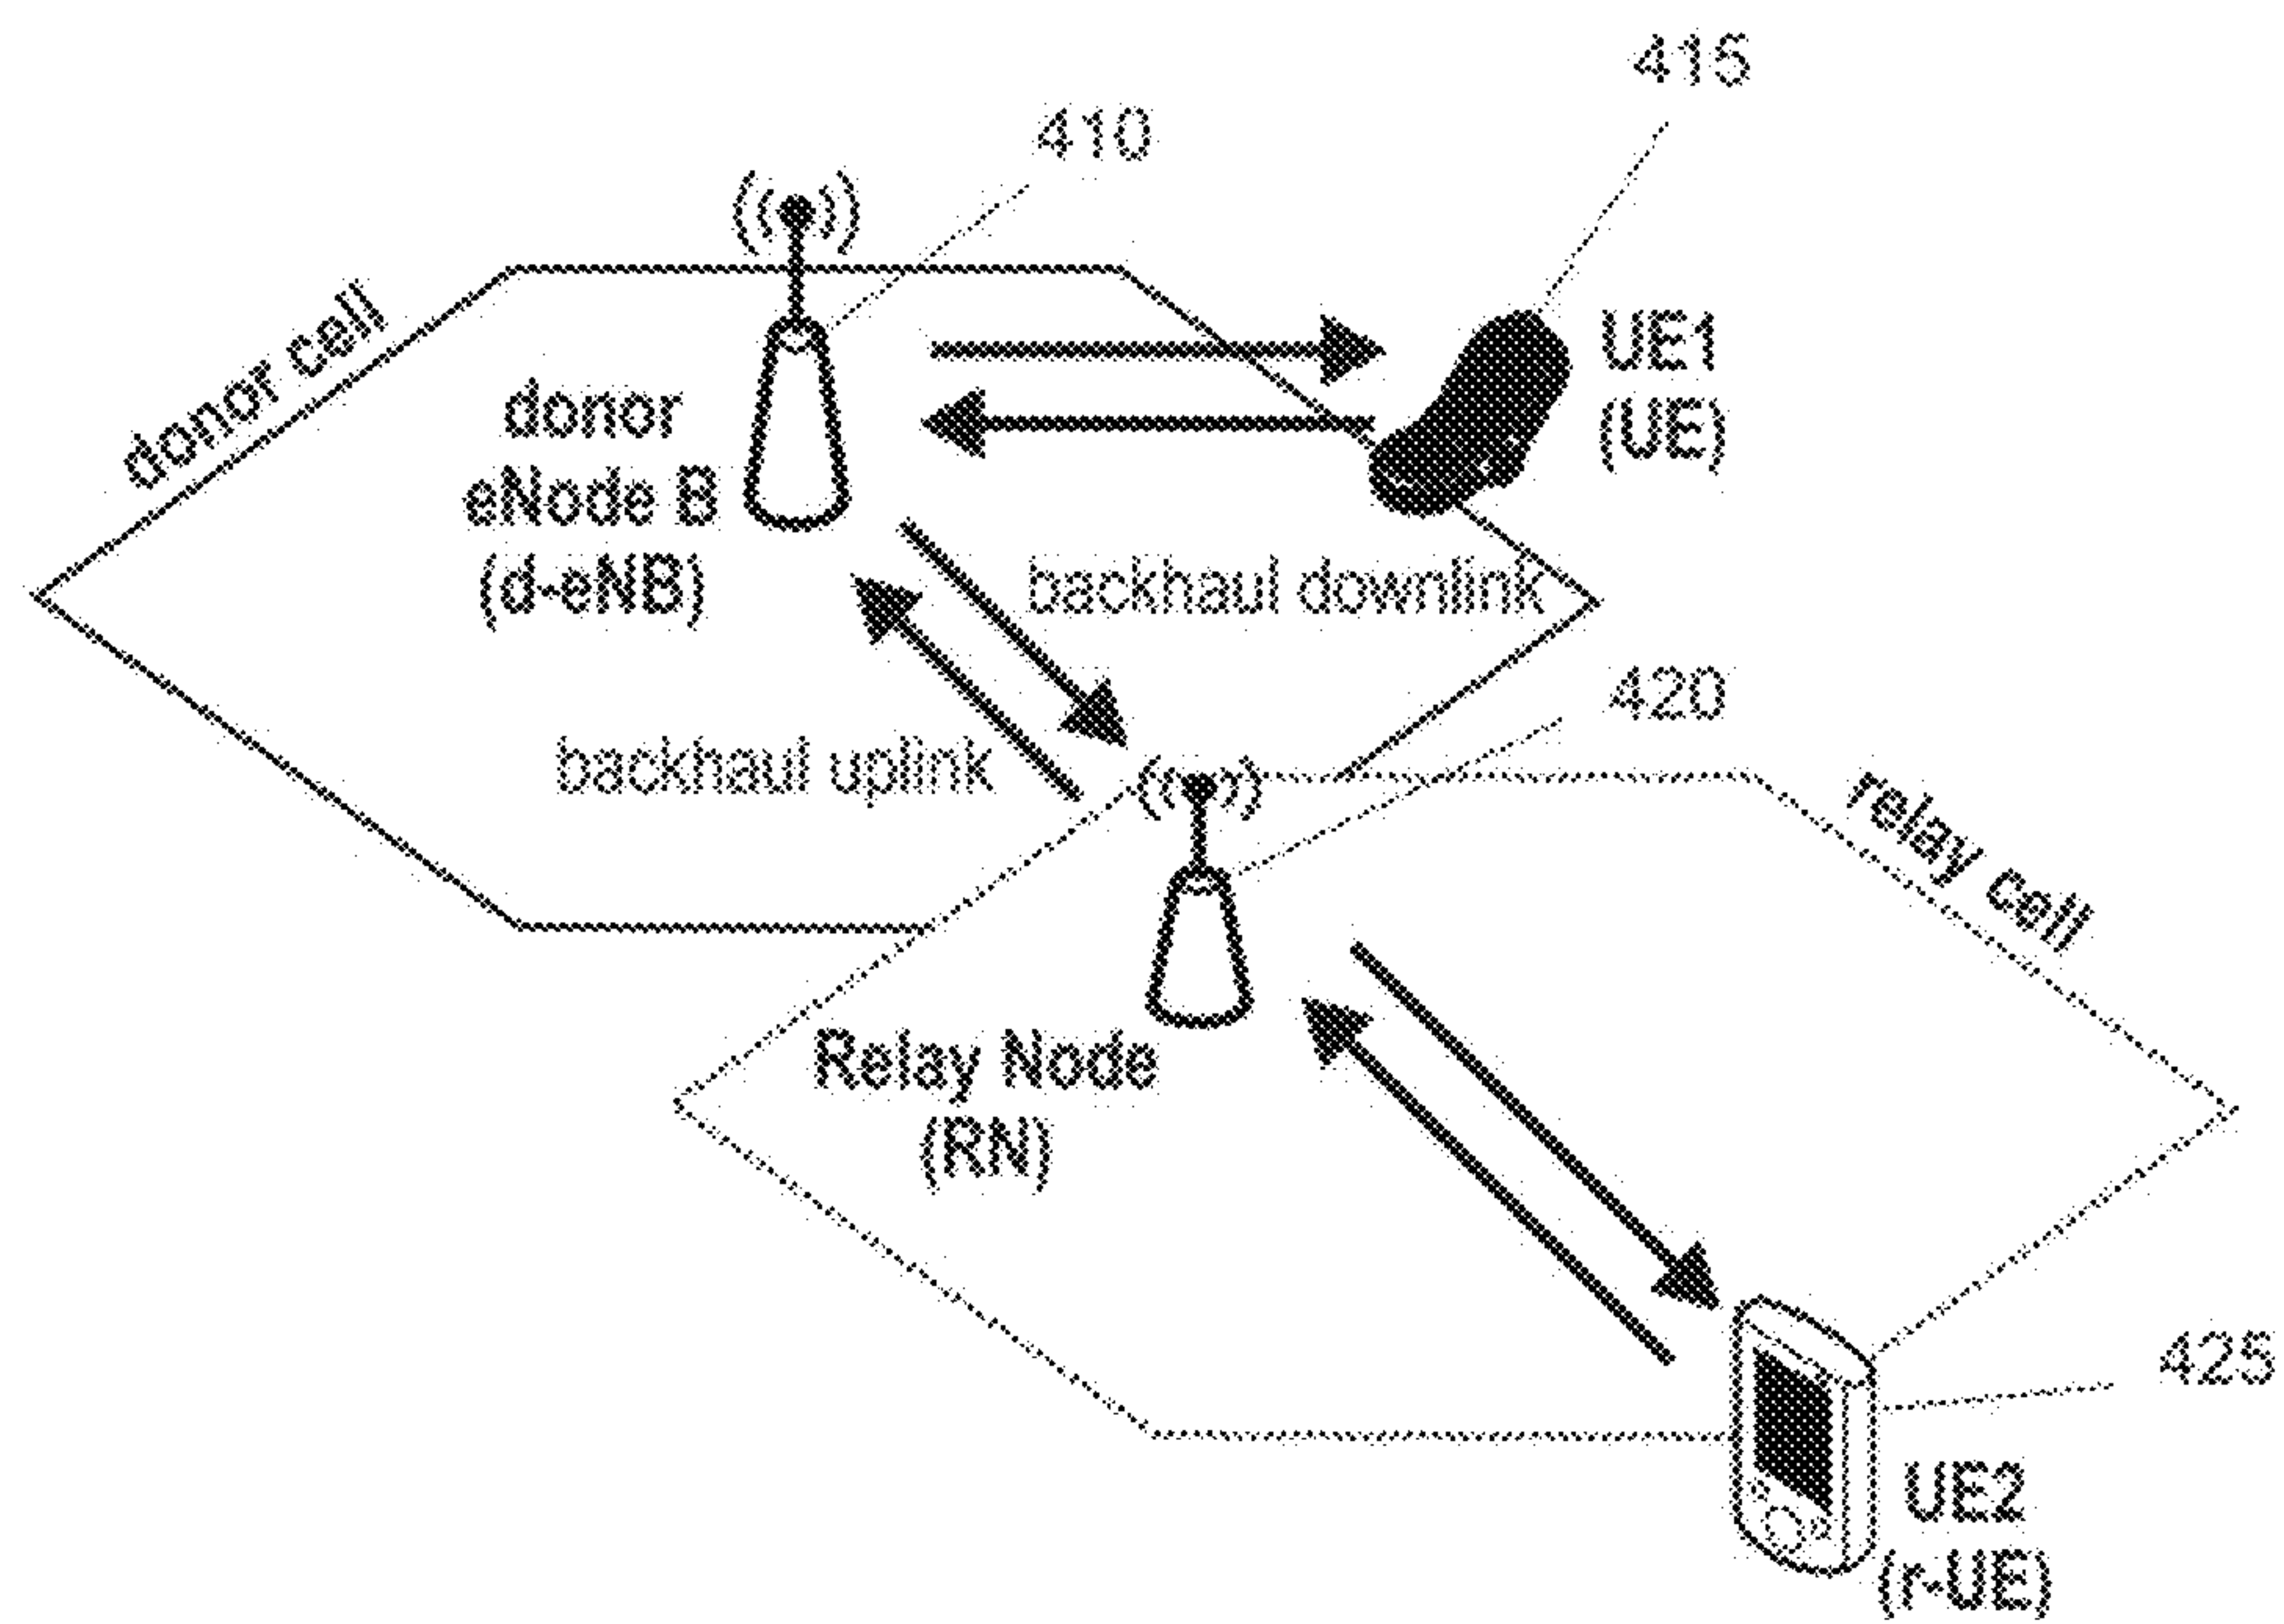 415
410
donor cell
UE1
(UE)
donor
eNode B
(d-eNB)
backhaul downlink
420
backhaul uplink
relay cell
Relay Node
(RN)
425
UE2
(r-UE)